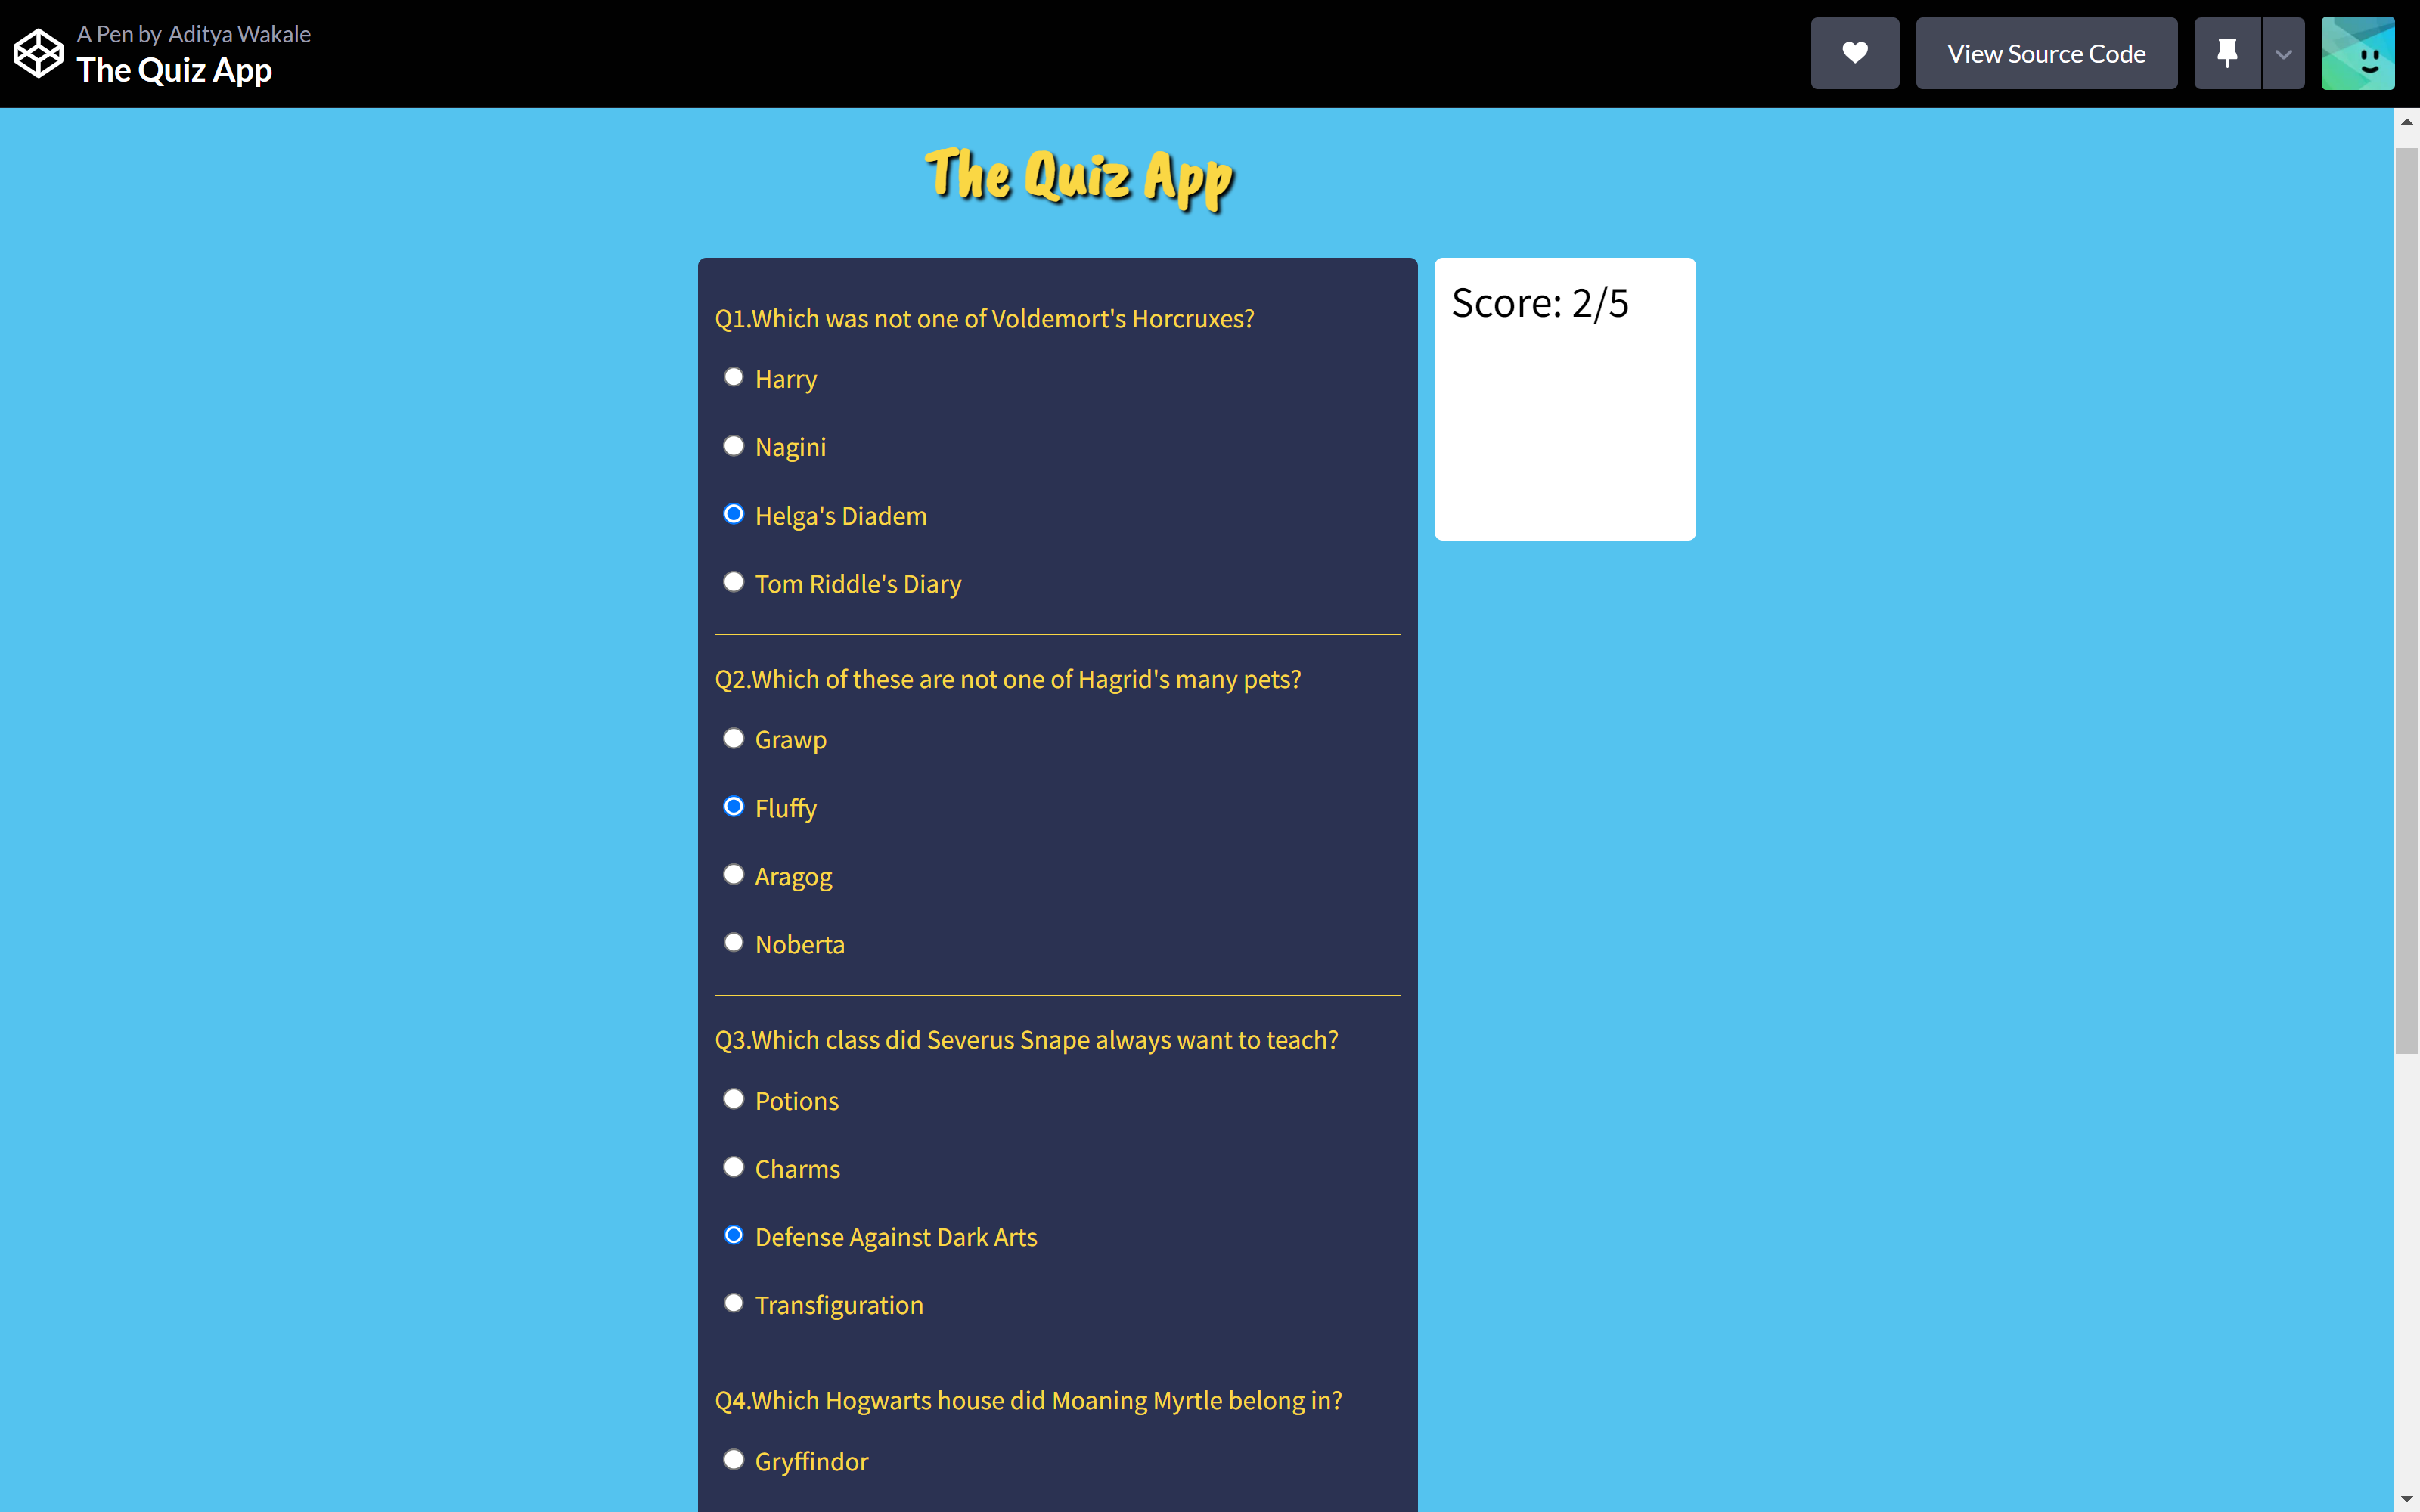 A Pen by Aditya Wakale
The Quiz App
View Source Code
The Quiz App
Score: 2/5
Q1.Which was not one of Voldemort's Horcruxes?
Harry
Nagini
Helga's Diadem
Tom Riddle's Diary
Q2.Which of these are not one of Hagrid's many pets?
Grawp
Fluffy
Aragog
Noberta
Q3.Which class did Severus Snape always want to teach?
Potions
Charms
Defense Against Dark Arts
Transfiguration
Q4.Which Hogwarts house did Moaning Myrtle belong in?
Gryffindor